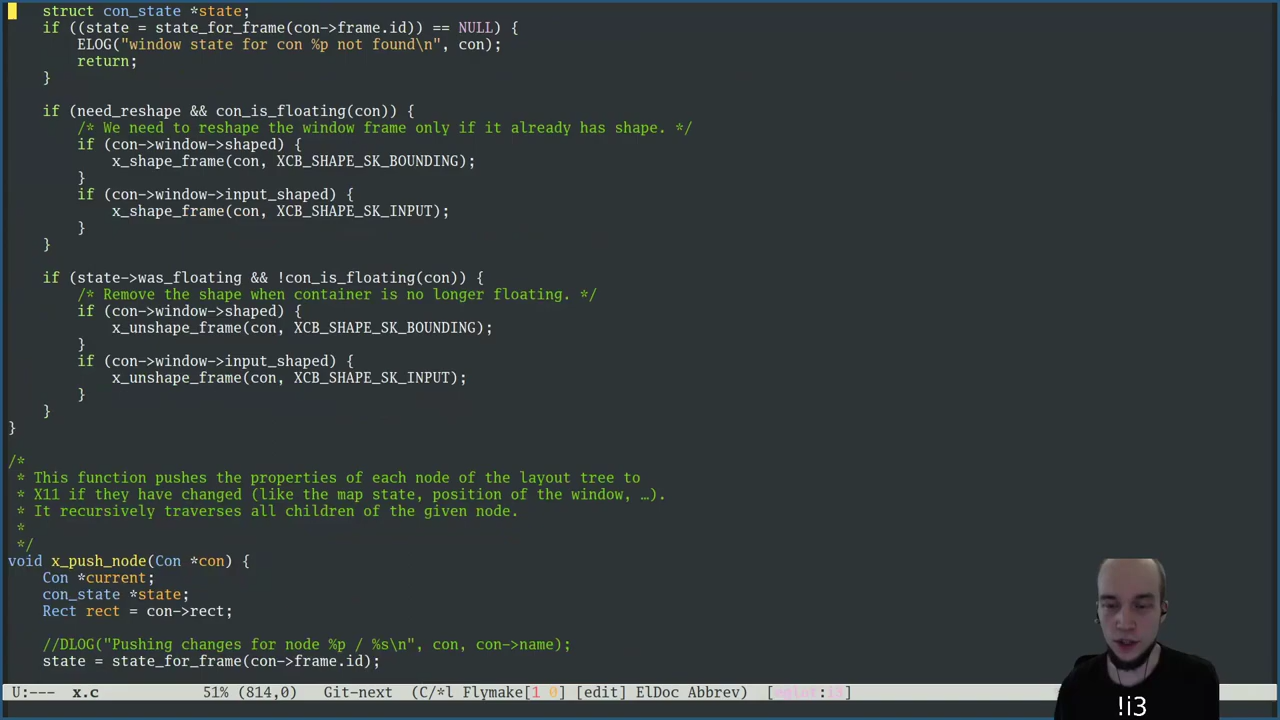 struct con_state *state;
    if ((state = state_for_frame(con->frame.id)) == NULL) {
        ELOG("window state for con %p not found\n", con);
        return;
    }

    if (need_reshape && con_is_floating(con)) {
        /* We need to reshape the window frame only if it already has shape. */
        if (con->window->shaped) {
            x_shape_frame(con, XCB_SHAPE_SK_BOUNDING);
        }
        if (con->window->input_shaped) {
            x_shape_frame(con, XCB_SHAPE_SK_INPUT);
        }
    }

    if (state->was_floating && !con_is_floating(con)) {
        /* Remove the shape when container is no longer floating. */
        if (con->window->shaped) {
            x_unshape_frame(con, XCB_SHAPE_SK_BOUNDING);
        }
        if (con->window->input_shaped) {
            x_unshape_frame(con, XCB_SHAPE_SK_INPUT);
        }
    }
}

/*
 * This function pushes the properties of each node of the layout tree to
 * X11 if they have changed (like the map state, position of the window, …).
 * It recursively traverses all children of the given node.
 *
 */
void x_push_node(Con *con) {
    Con *current;
    con_state *state;
    Rect rect = con->rect;

    //DLOG("Pushing changes for node %p / %s\n", con, con->name);
    state = state_for_frame(con->frame.id);
U:--- x.c 51% (814,0) Git-next (C/*l Flymake[1 0] [edit] ElDoc Abbrev) [eglot:i3]
!i3